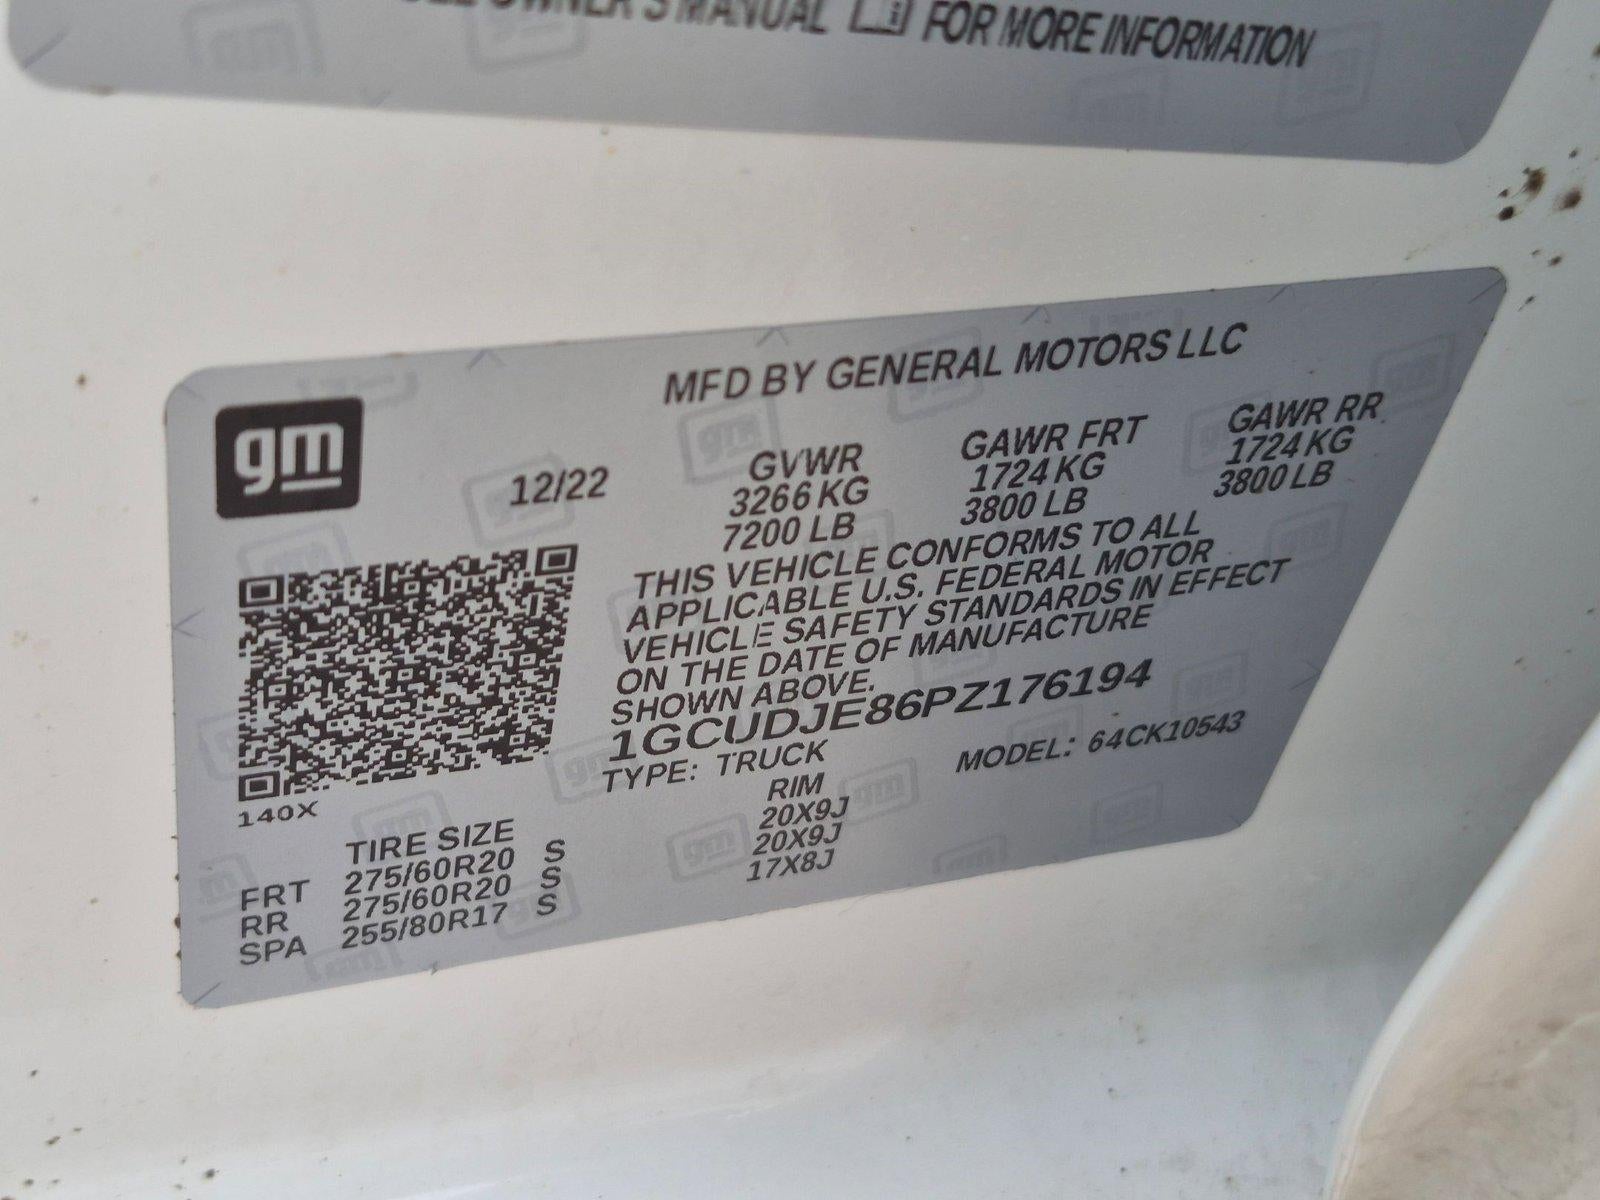 OWNER'S MANUAL FOR MORE INFORMATION
MFD BY GENERAL MOTORS LLC
gm
12/22
GVWR GAWR FRT GAWR RR
3266 KG 1724 KG 1724 KG
7200 LB 3800 LB 3800 LB
THIS VEHICLE CONFORMS TO ALL
APPLICABLE U.S. FEDERAL MOTOR
VEHICLE SAFETY STANDARDS IN EFFECT
ON THE DATE OF MANUFACTURE
SHOWN ABOVE.
1GCUDJE86PZ176194
TYPE: TRUCK MODEL: 64CK10543
140X
TIRE SIZE RIM
FRT 275/60R20 S 20X9J
RR 275/60R20 S 20X9J
SPA 255/80R17 S 17X8J